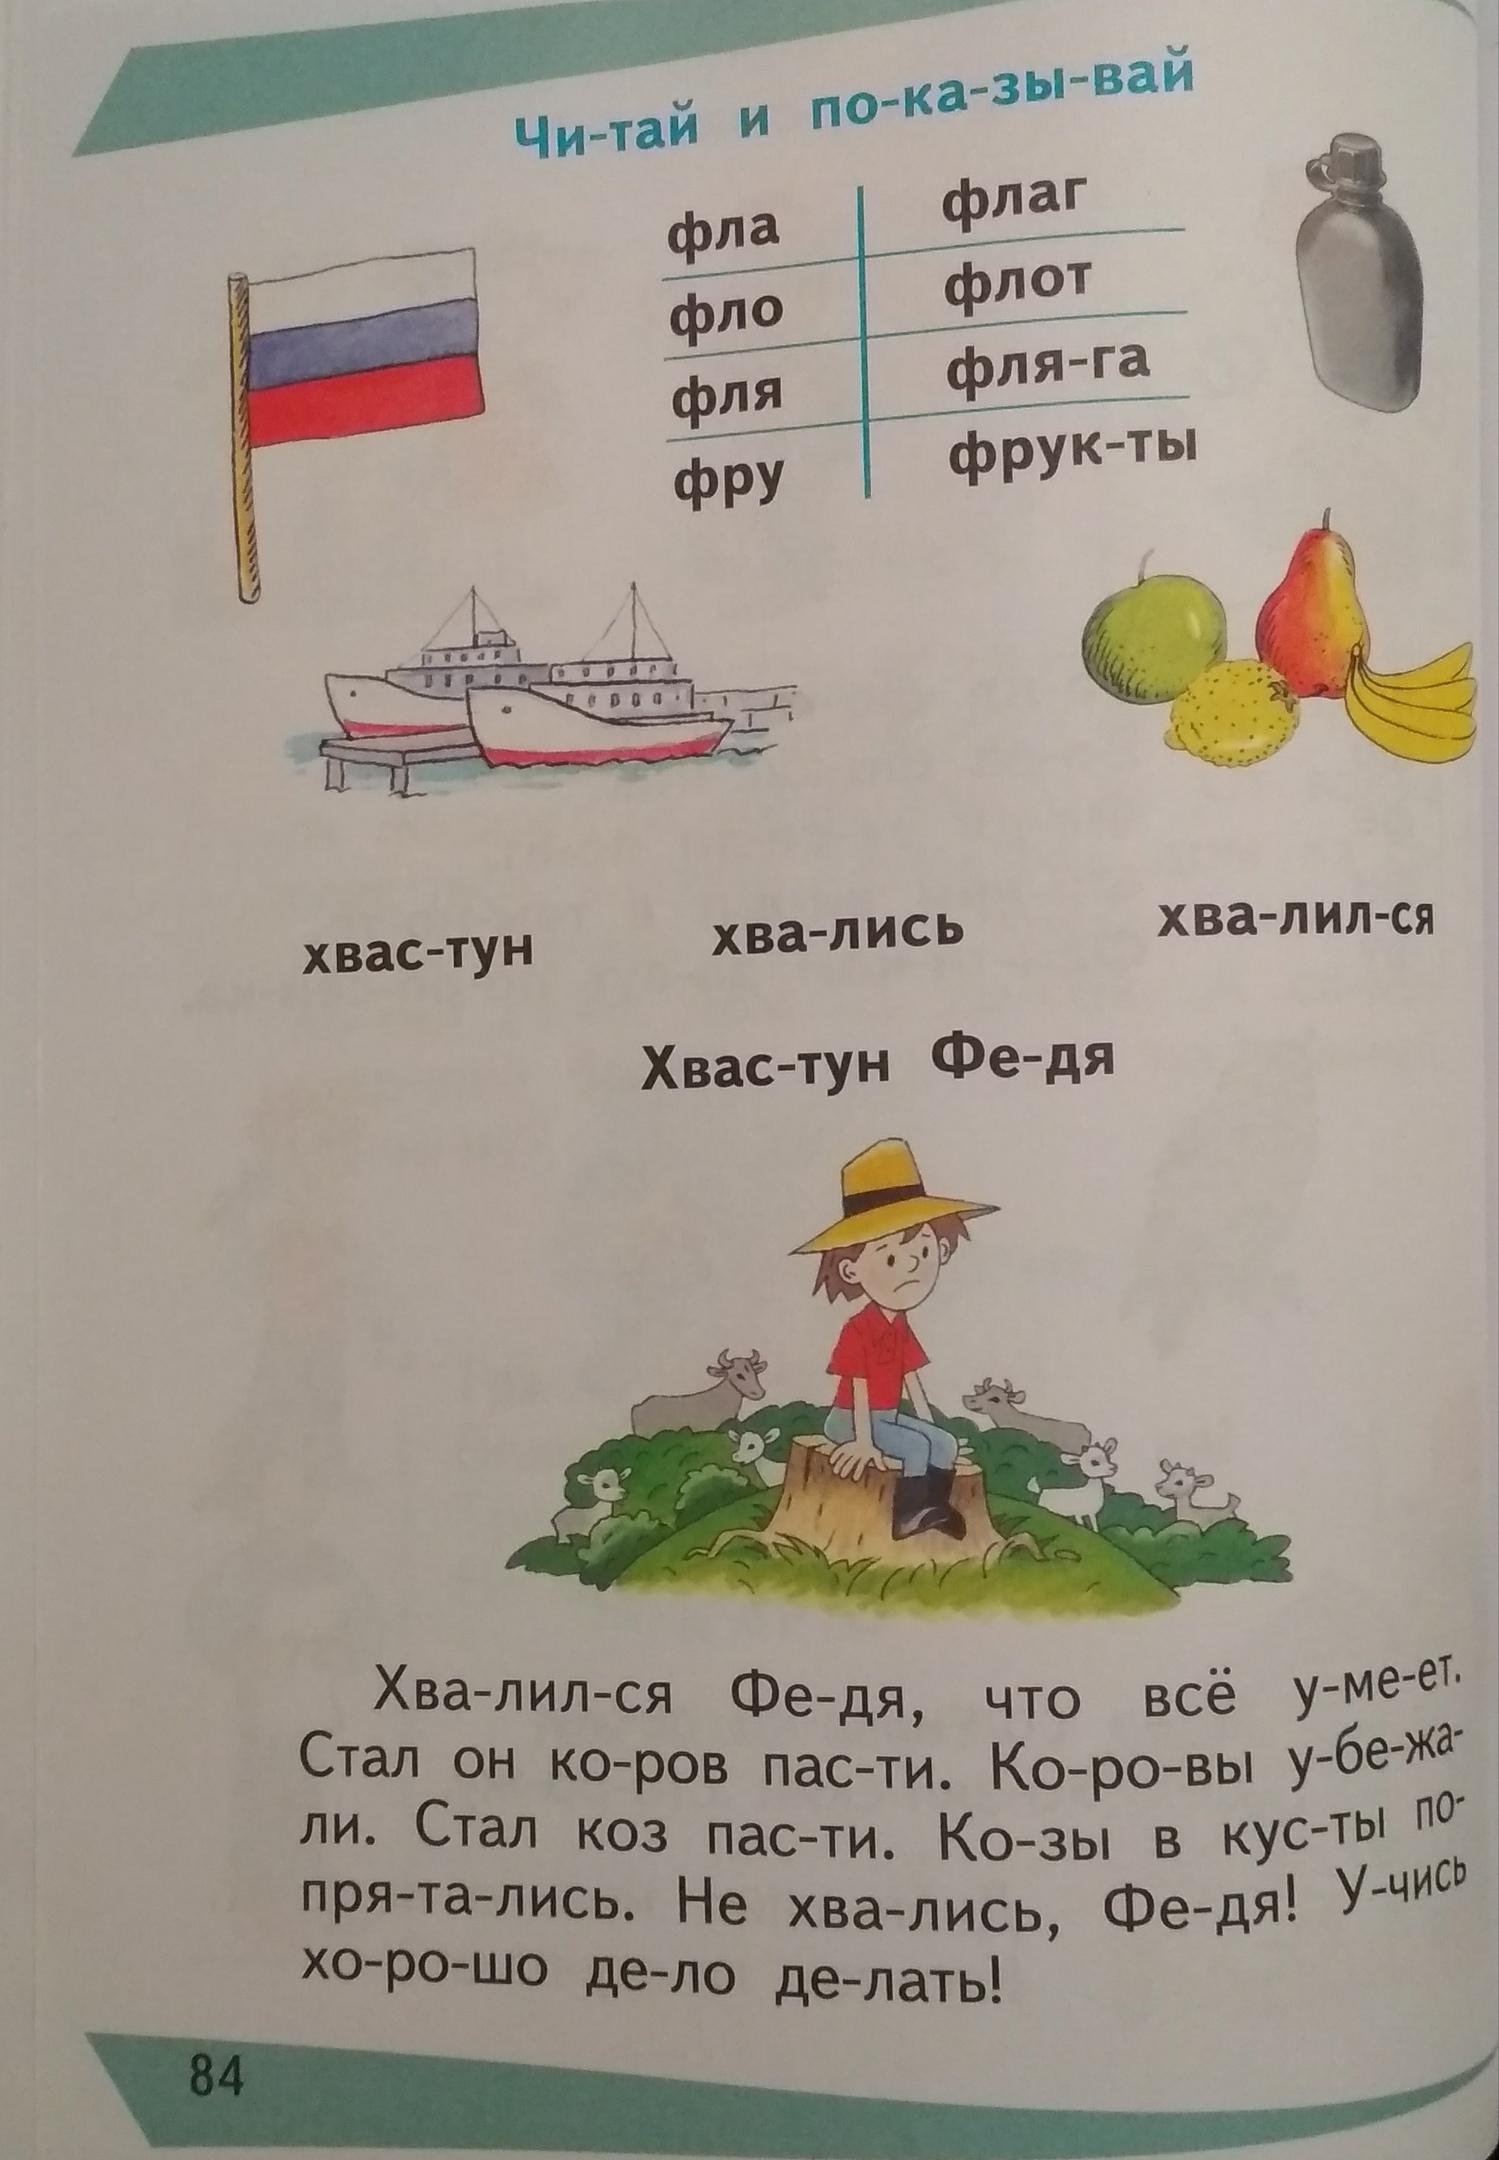 Чи-тай и по-ка-зы-вай
фла флаг
фло флот
фля фля-га
фру фрук-ты
хвас-тун хва-лись хва-лил-ся
Хвас-тун Фе-дя
Хва-лил-ся Фе-дя, что всё у-ме-ет.
Стал он ко-ров пас-ти. Ко-ро-вы у-бе-жа-
ли. Стал коз пас-ти. Ко-зы в кус-ты по-
пря-та-лись. Не хва-лись, Фе-дя! У-чись
хо-ро-шо де-ло де-лать!
84